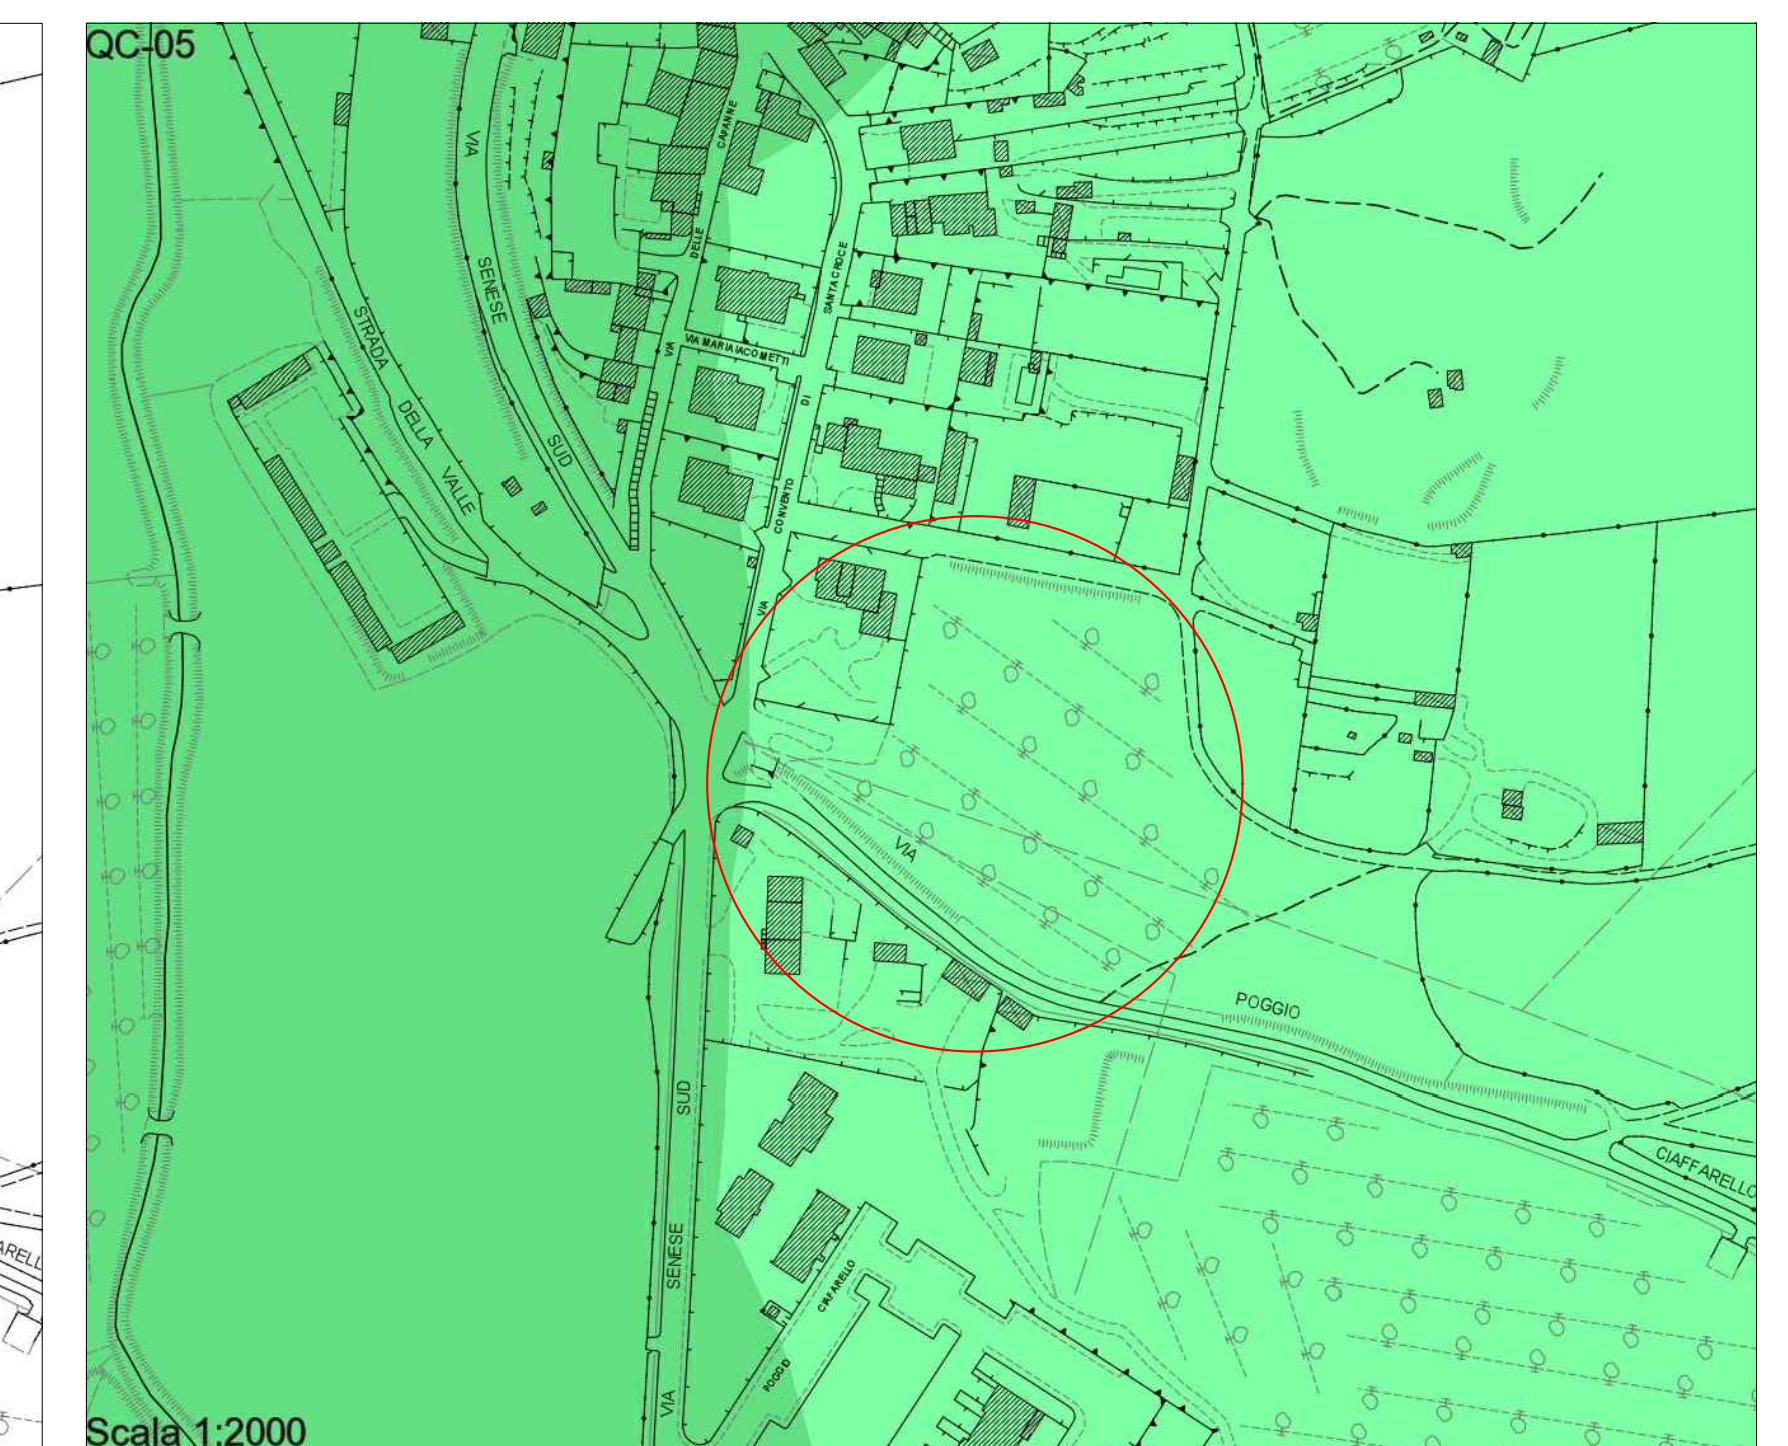 QC-05
VIA
SENESE
SUD
STRADA
DELLA
VALLE
VIA
DELLE
CAPANNE
VIA MARIA IACOMETTI
VIA
CONVENTO
DI
SANTA CROCE
VIA
POGGIO
CIAFFARELLO
VIA
SENESE
SUD
POGGIO
CIAFFARELLO
ARELL
Scala 1:2000